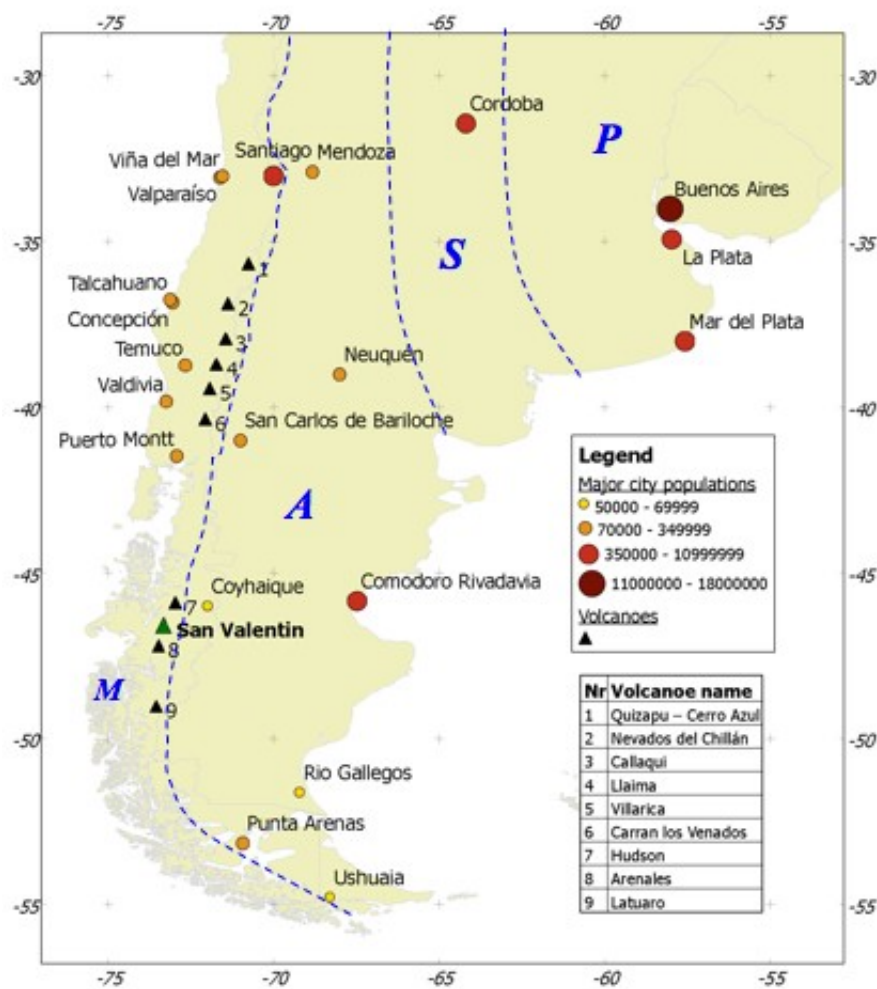 -75 -70 -65 -60 -55
-30
Cordoba
P
Viña del Mar
Santiago Mendoza
Valparaíso
Buenos Aires
-35
S
La Plata
1
Talcahuano
2
Concepción
Mar del Plata
3
Temuco
Neuquén
4
Valdivia
5
-40
6
San Carlos de Bariloche
Puerto Montt
A
Legend
Major city populations
50000 - 69999
70000 - 349999
350000 - 10999999
11000000 - 18000000
Volcanoes
-45
Coyhaique
Comodoro Rivadavia
7
San Valentin
8
M
9
-50
Rio Gallegos
Punta Arenas
Ushuaia
-55
Nr Volcanoe name
1 Quizapu – Cerro Azul
2 Nevados del Chillán
3 Callaqui
4 Llaima
5 Villarica
6 Carran los Venados
7 Hudson
8 Arenales
9 Latuaro
-30
-35
-40
-45
-50
-55
-75 -70 -65 -60 -55